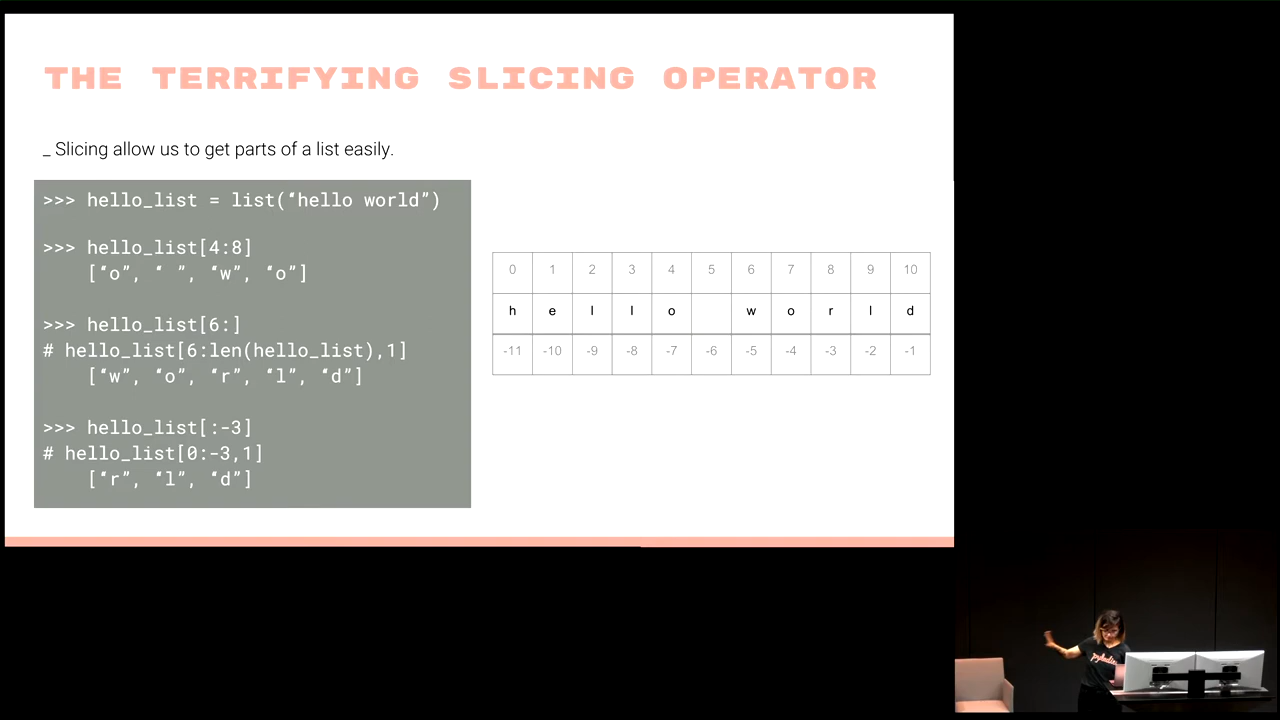 THE TERRIFYING SLICING OPERATOR
_ Slicing allow us to get parts of a list easily.
>>> hello_list = list(“hello world”)
>>> hello_list[4:8]
[“o”, “ ”, “w”, “o”]
>>> hello_list[6:]
# hello_list[6:len(hello_list),1]
[“w”, “o”, “r”, “l”, “d”]
>>> hello_list[:-3]
# hello_list[0:-3,1]
[“r”, “l”, “d”]
0 1 2 3 4 5 6 7 8 9 10
h e l l o w o r l d
-11 -10 -9 -8 -7 -6 -5 -4 -3 -2 -1
pyladies